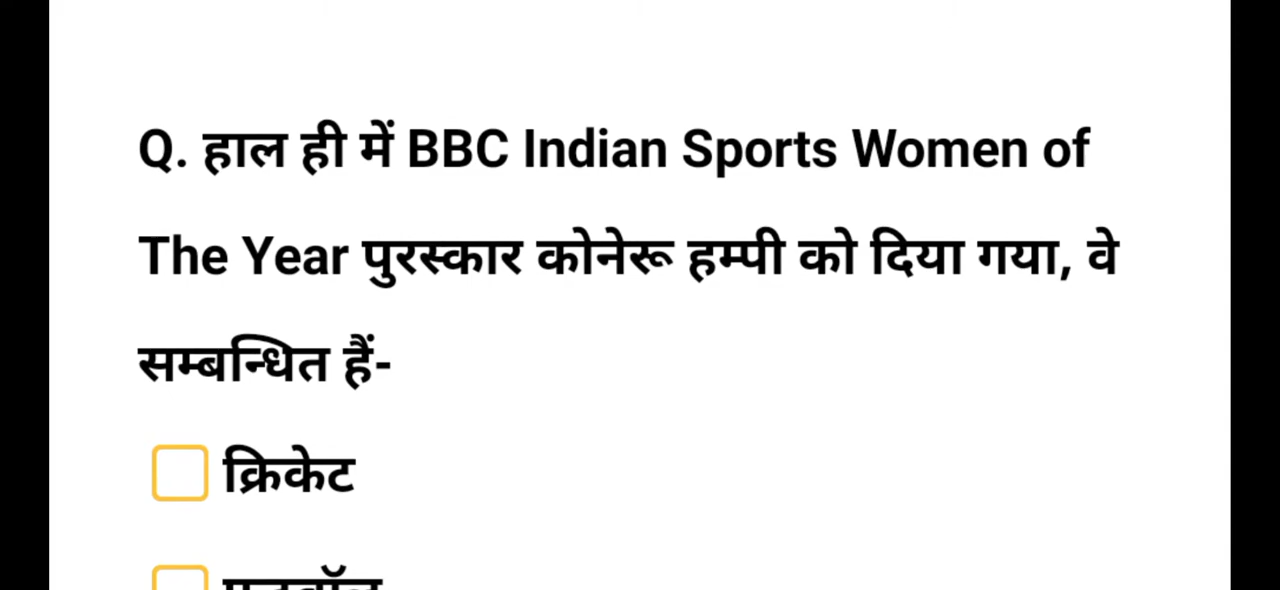 Q. हाल ही में BBC Indian Sports Women of
The Year पुरस्कार कोनेरू हम्पी को दिया गया, वे
सम्बन्धित हैं-
क्रिकेट